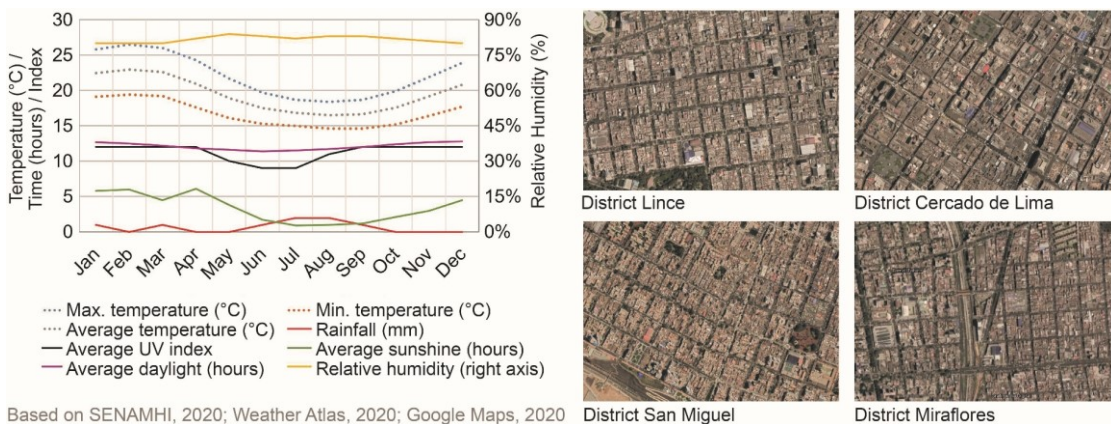 30
25
20
15
10
5
0
Temperature (°C) /
Time (hours) / Index
90%
75%
60%
45%
30%
15%
0%
Relative Humidity (%)
Jan
Feb
Mar
Apr
May
Jun
Jul
Aug
Sep
Oct
Nov
Dec
Max. temperature (°C)
Min. temperature (°C)
Average temperature (°C)
Rainfall (mm)
Average UV index
Average sunshine (hours)
Average daylight (hours)
Relative humidity (right axis)
Based on SENAMHI, 2020; Weather Atlas, 2020; Google Maps, 2020
District Lince
District Cercado de Lima
District San Miguel
District Miraflores